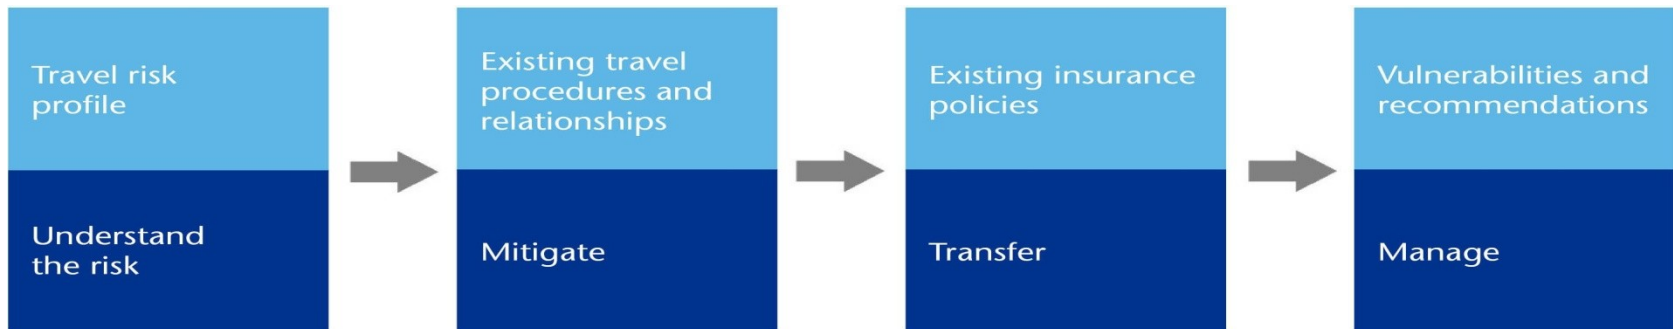 Travel risk
profile
Understand
the risk
Existing travel
procedures and
relationships
Mitigate
Existing insurance
policies
Transfer
Vulnerabilities and
recommendations
Manage